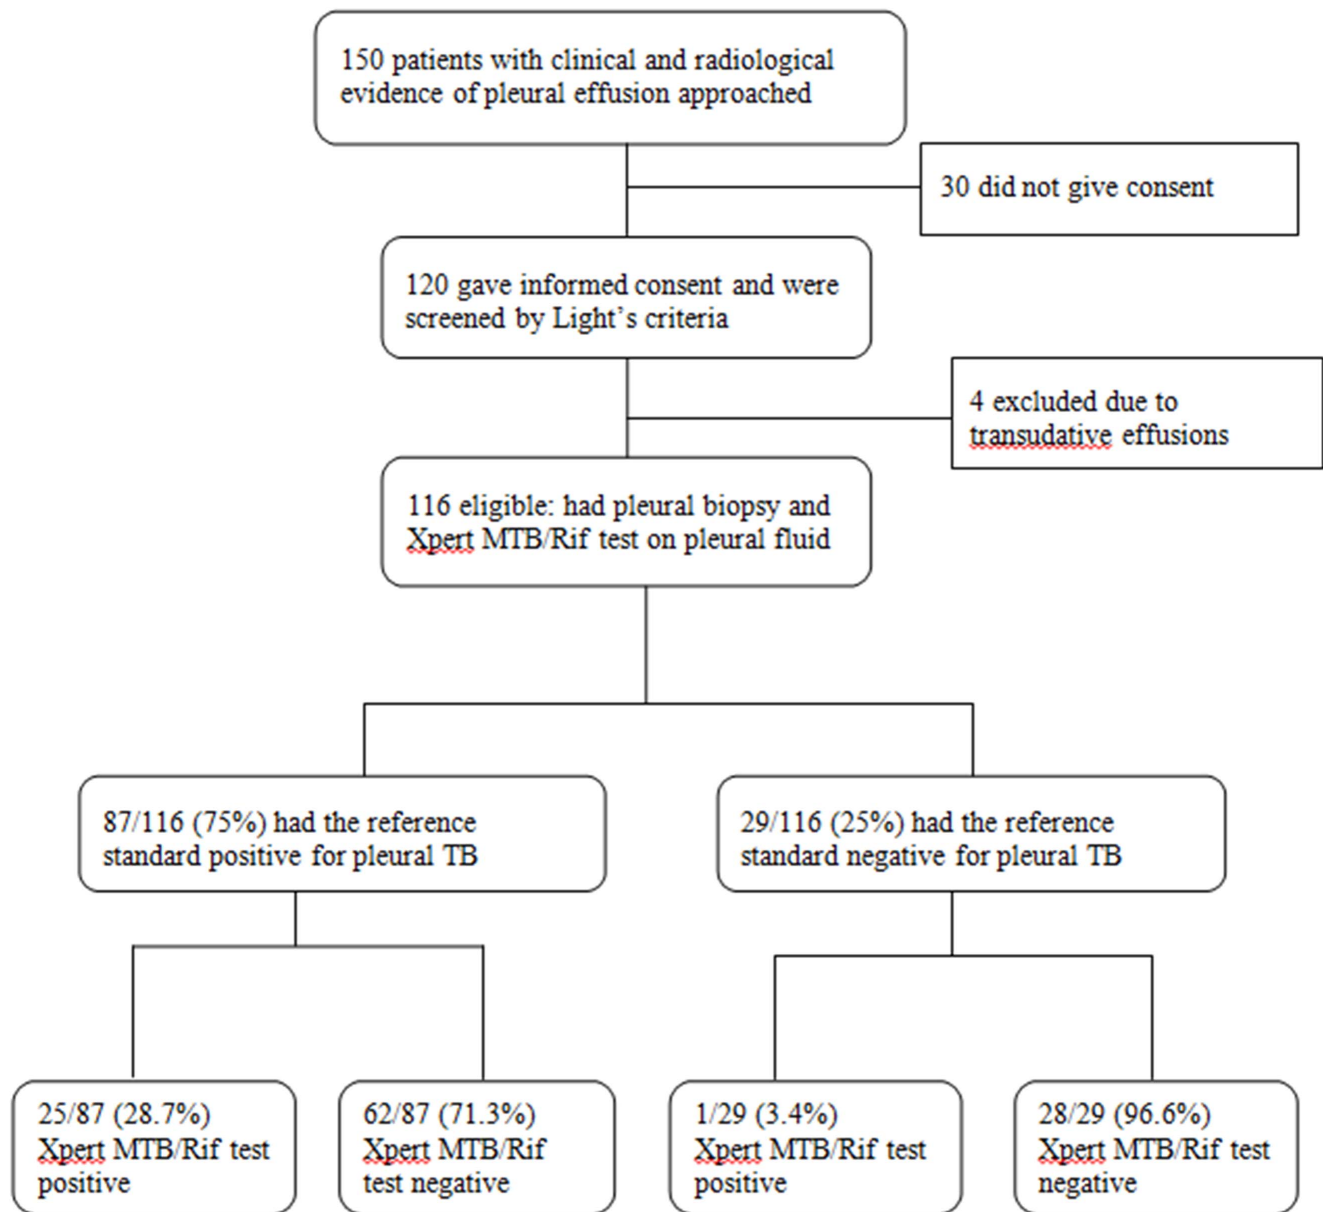 150 patients with clinical and radiological
evidence of pleural effusion approached
30 did not give consent
120 gave informed consent and were
screened by Light’s criteria
4 excluded due to
transudative effusions
116 eligible: had pleural biopsy and
Xpert MTB/Rif test on pleural fluid
87/116 (75%) had the reference
standard positive for pleural TB
29/116 (25%) had the reference
standard negative for pleural TB
25/87 (28.7%)
Xpert MTB/Rif test
positive
62/87 (71.3%)
Xpert MTB/Rif
test negative
1/29 (3.4%)
Xpert MTB/Rif test
positive
28/29 (96.6%)
Xpert MTB/Rif test
negative